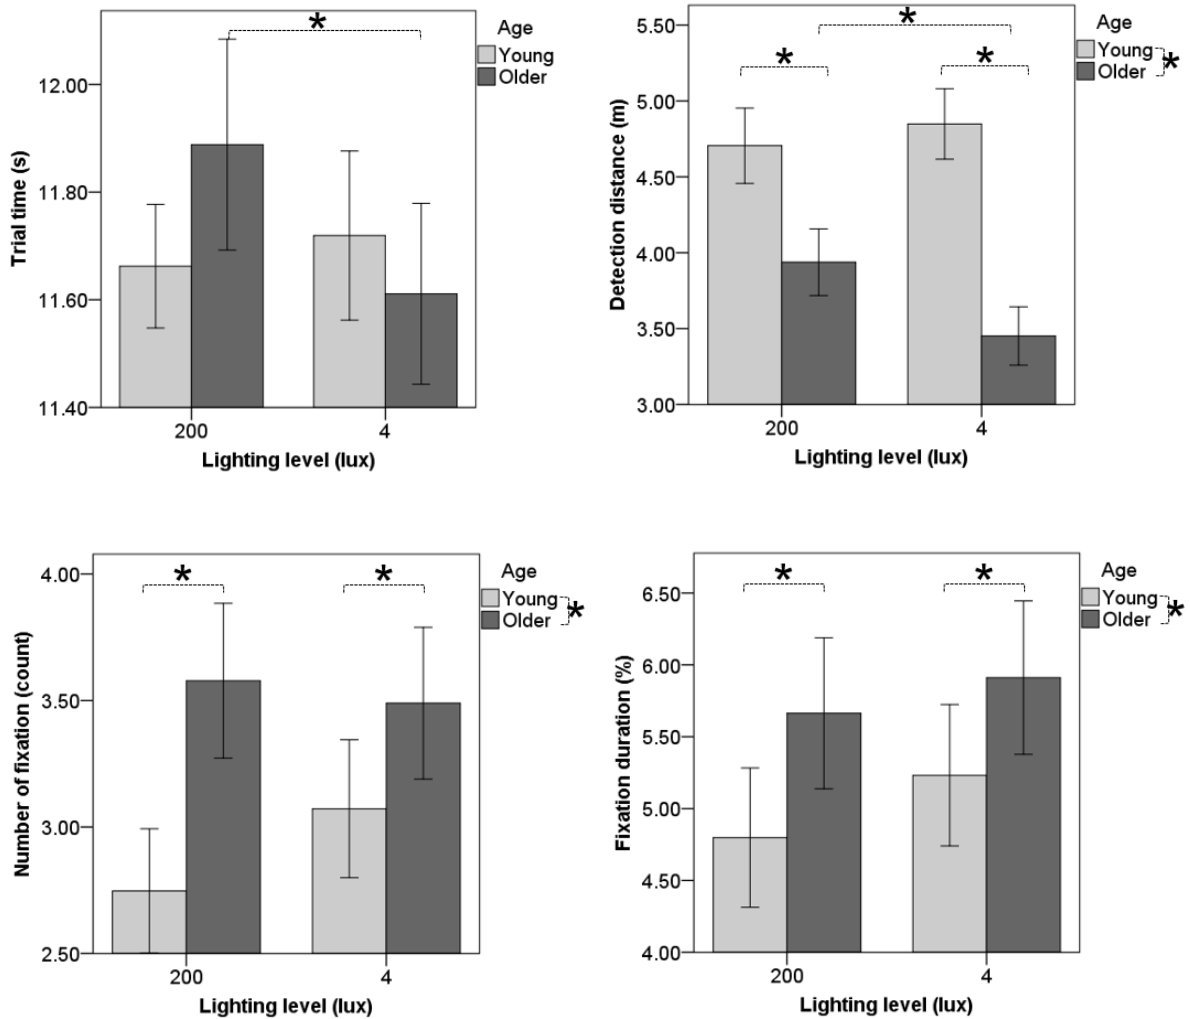 *
Age
Young
Older
12.00
11.80
11.60
11.40
Trial time (s)
200
4
Lighting level (lux)
*
*
*
Age
Young
Older
*
5.50
5.00
4.50
4.00
3.50
3.00
Detection distance (m)
200
4
Lighting level (lux)
*
*
Age
Young
Older
*
4.00
3.50
3.00
2.50
Number of fixation (count)
200
4
Lighting level (lux)
*
*
Age
Young
Older
*
6.50
6.00
5.50
5.00
4.50
4.00
Fixation duration (%)
200
4
Lighting level (lux)